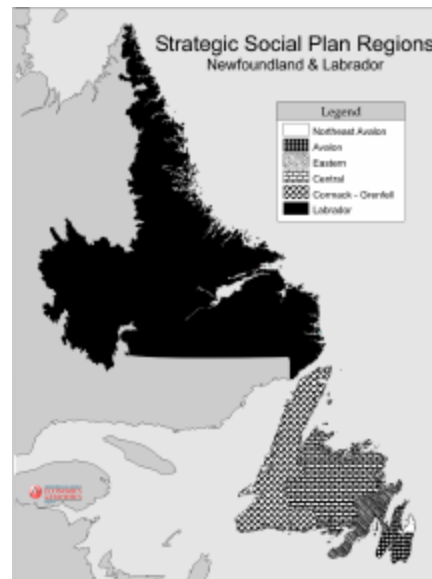 Strategic Social Plan Regions
Newfoundland & Labrador
Legend
Northeast Avalon
Avalon
Eastern
Central
Cormack - Grenfell
Labrador